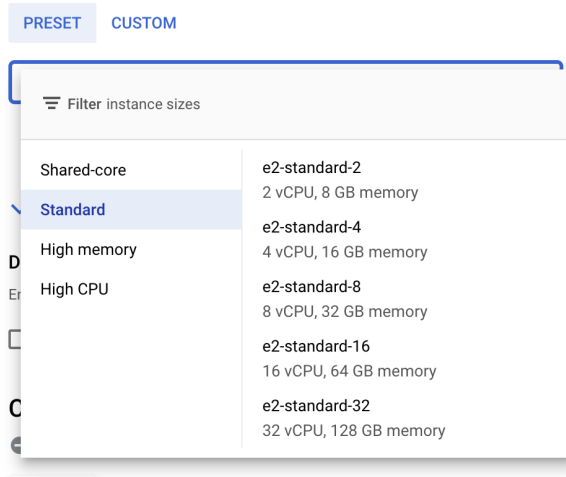 PRESET CUSTOM
Filter instance sizes
Shared-core
Standard
High memory
High CPU
e2-standard-2
2 vCPU, 8 GB memory
e2-standard-4
4 vCPU, 16 GB memory
e2-standard-8
8 vCPU, 32 GB memory
e2-standard-16
16 vCPU, 64 GB memory
e2-standard-32
32 vCPU, 128 GB memory